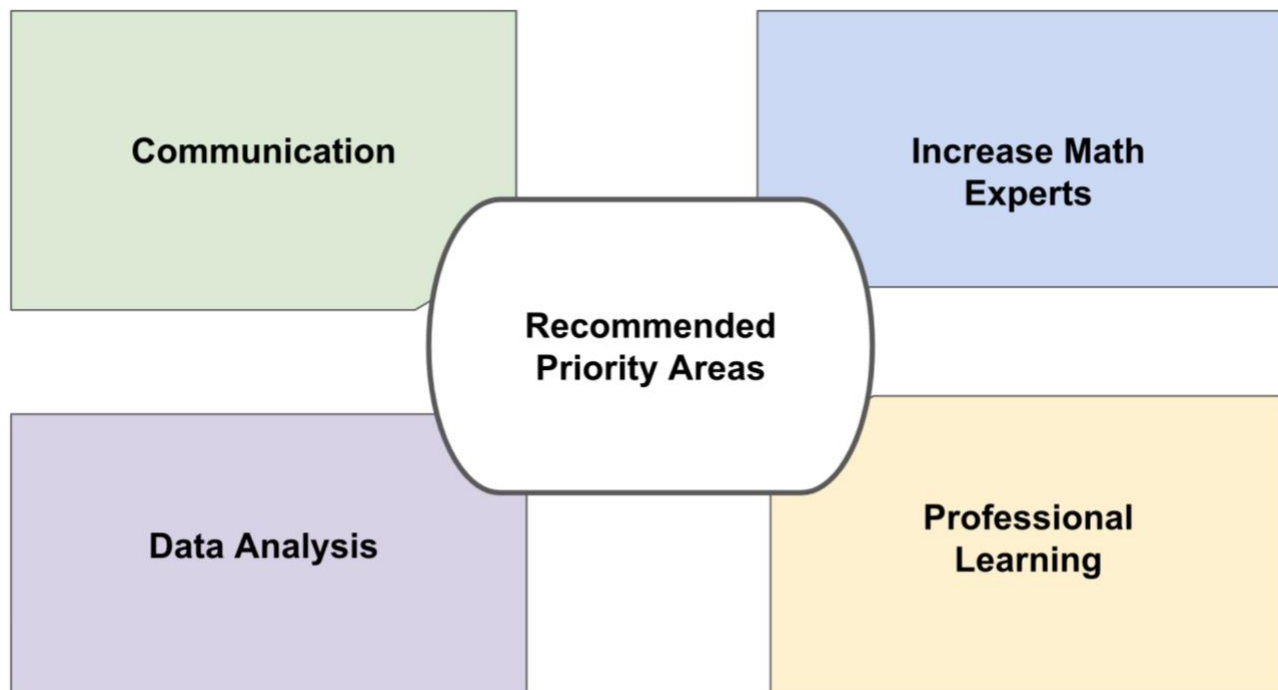 Communication
Increase Math
Experts
Recommended
Priority Areas
Data Analysis
Professional
Learning